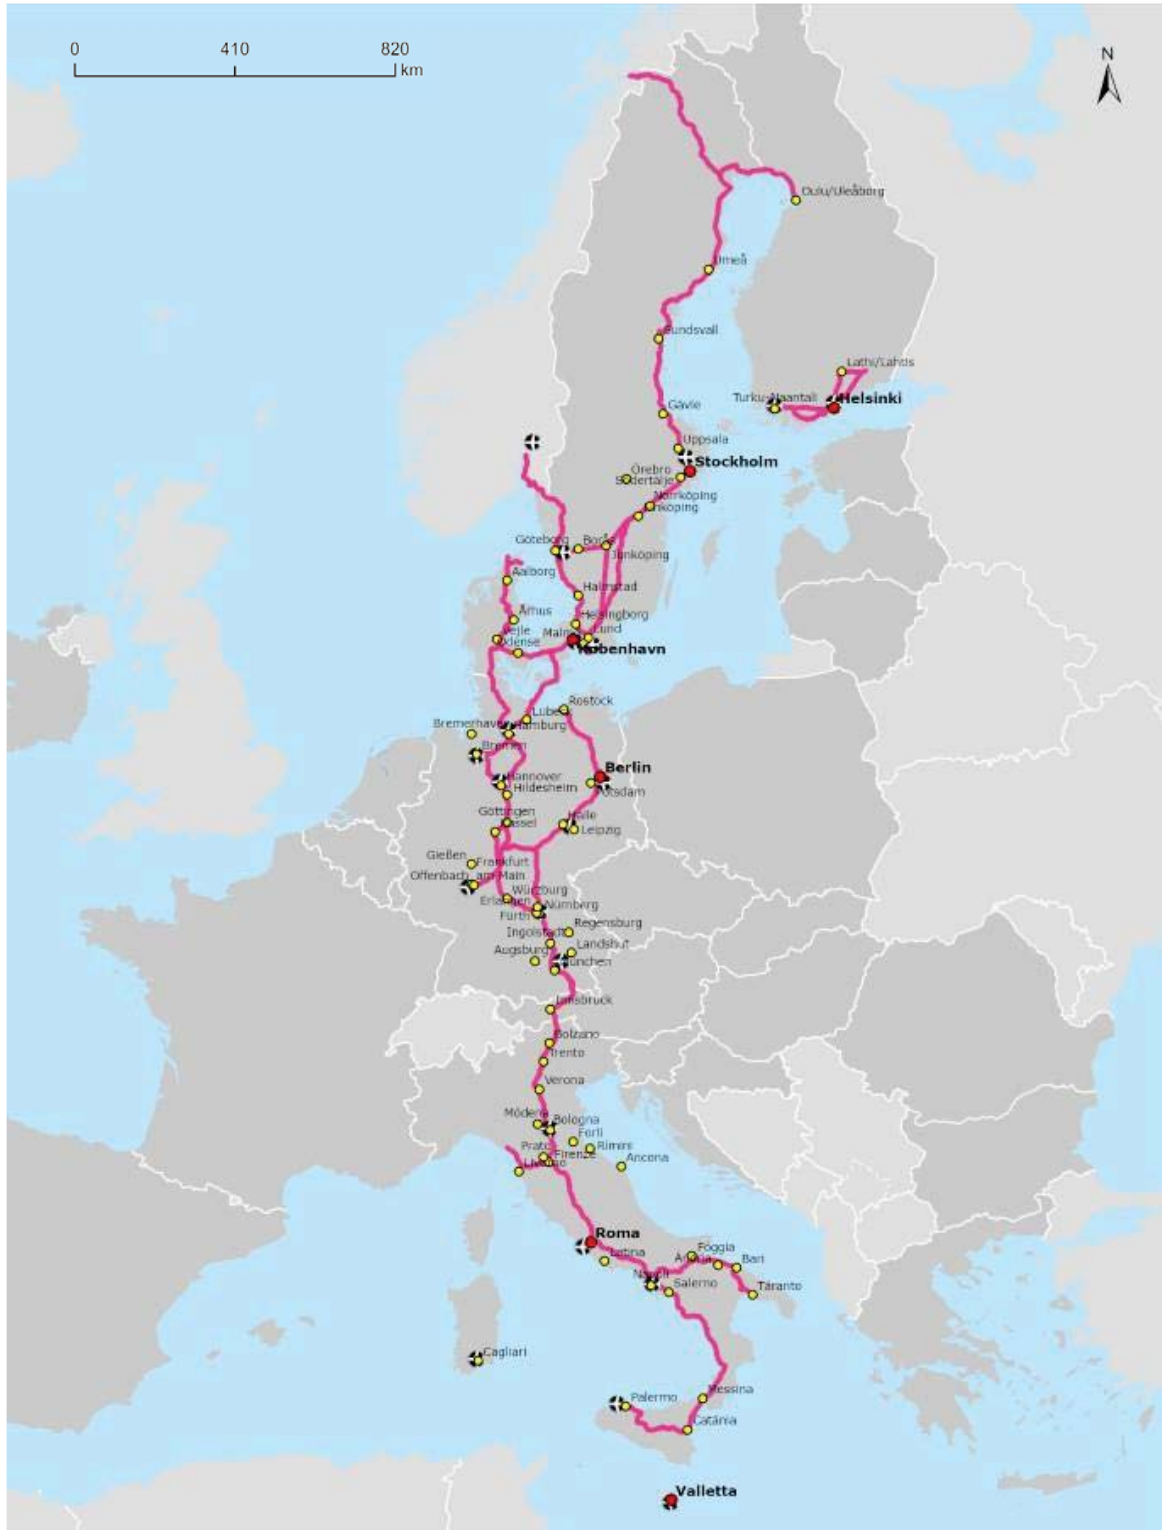 0 410 820
km
N
Oulu/Uleåborg
Umeå
Sundsvall
Lathi/Lahtis
Turku-Naantali
Helsinki
Gävle
Uppsala
Stockholm
Örebro
Södertälje
Norrköping
Linköping
Göteborg
Borås
Jönköping
Aalborg
Halmstad
Århus
Helsingborg
Vejle
Malmö
Lund
Odense
København
Rostock
Lübeck
Bremerhaven
Hamburg
Bremen
Berlin
Hannover
Hildesheim
Potsdam
Göttingen
Halle
Kassel
Leipzig
Gießen
Frankfurt
Offenbach am-Main
Würzburg
Erlangen
Nürnberg
Fürth
Regensburg
Ingolstadt
Landshut
Augsburg
München
Innsbruck
Bolzano
Trento
Verona
Módena
Bologna
Forlì
Prato
Rimini
Firenze
Livorno
Ancona
Roma
Latina
Foggia
Bari
Napoli
Salerno
Táranto
Cagliari
Messina
Palermo
Catánia
Valletta